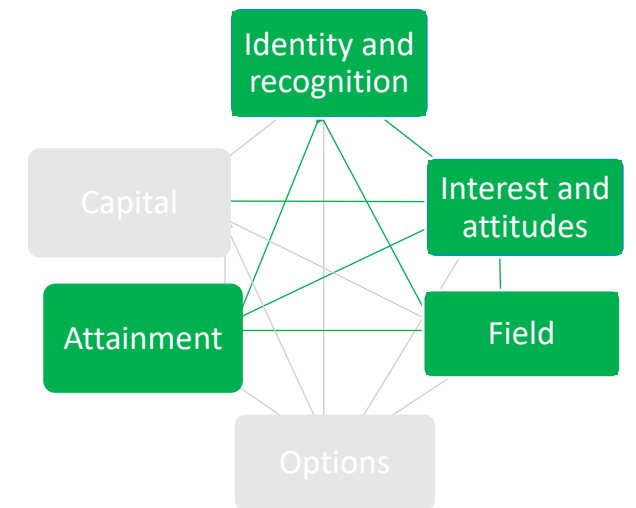 Identity and
recognition
Capital
Interest and
attitudes
Attainment
Field
Options